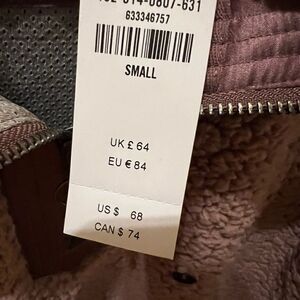 633346757
SMALL
UK £ 64
EU € 84
US $ 68
CAN $ 74